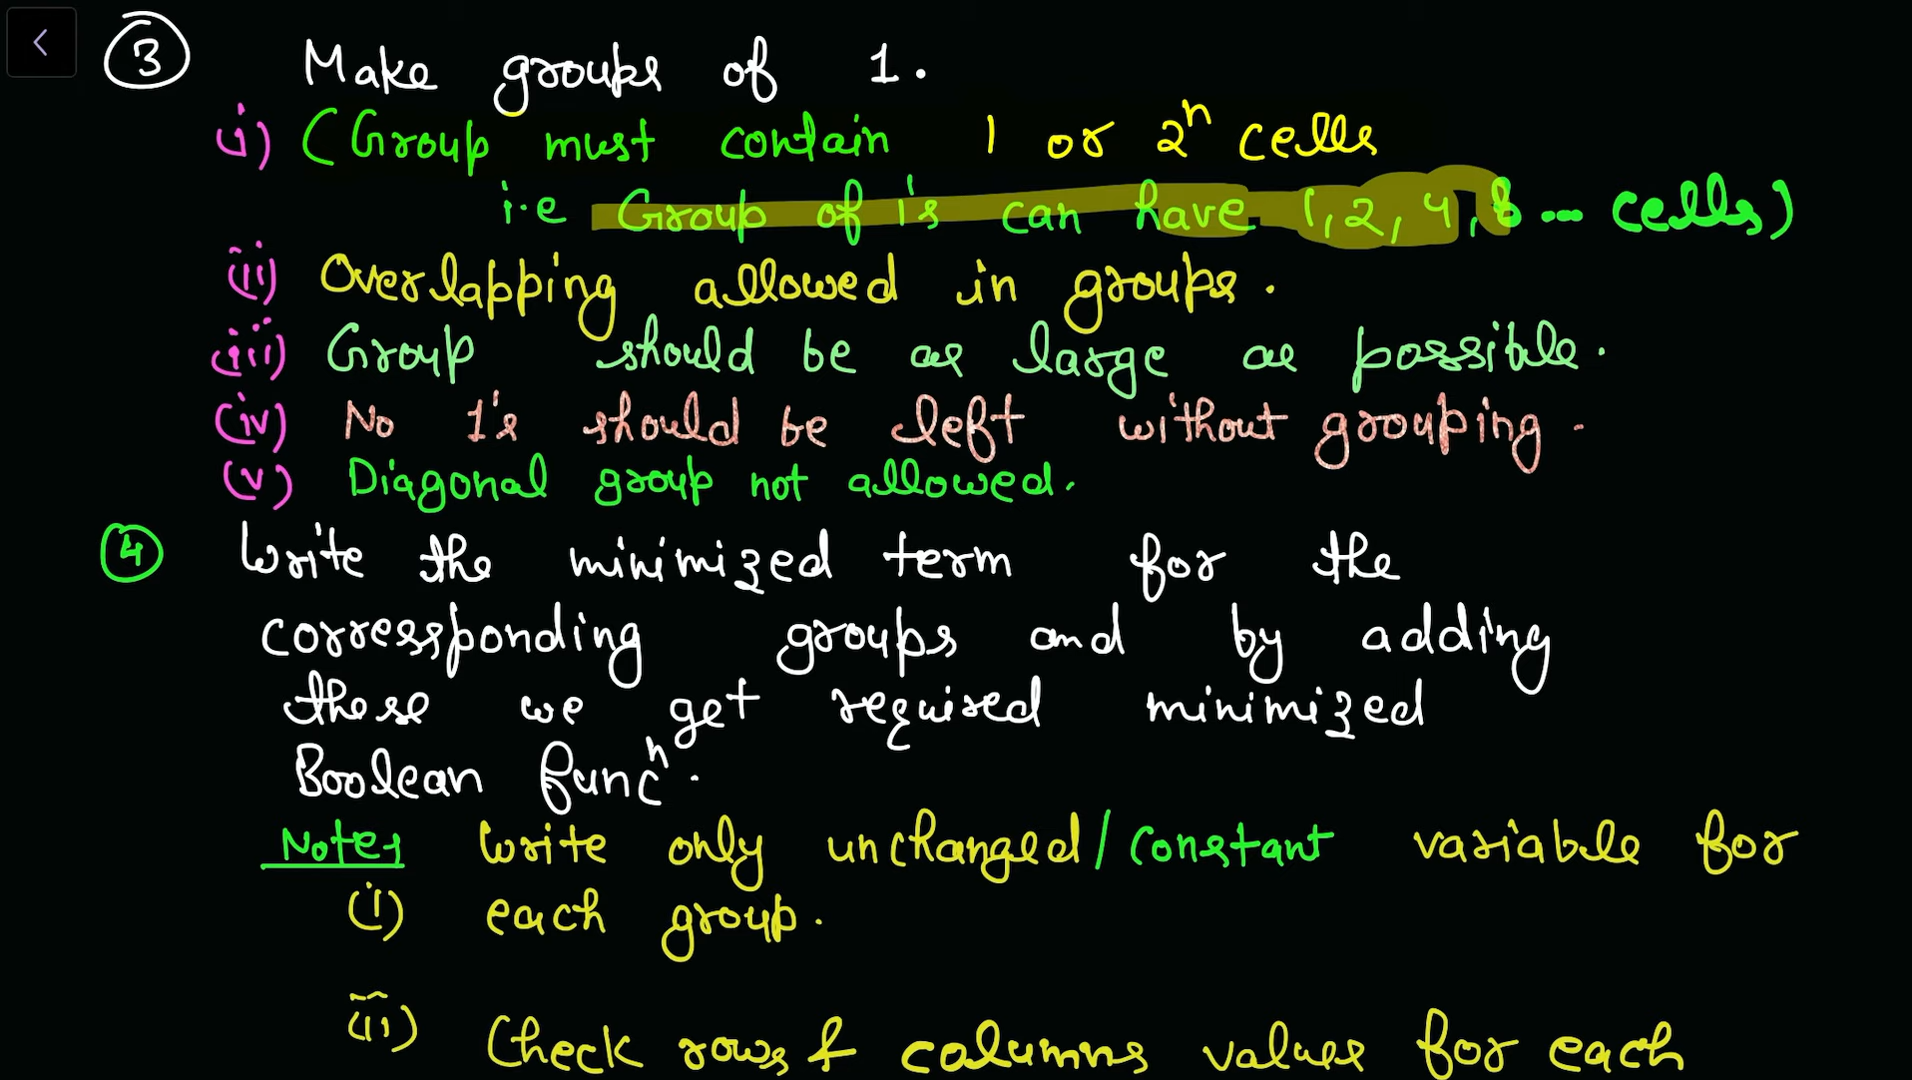 ③ Make groups of 1.
(i) (Group must contain 1 or 2ⁿ cells
i.e Group of 1's can have 1, 2, 4, 8 ... cells)
(ii) Overlapping allowed in groups.
(iii) Group should be as large as possible.
(iv) No 1's should be left without grouping.
(v) Diagonal group not allowed.
④ Write the minimized term for the
corressponding groups and by adding
these we get required minimized
Boolean funcⁿ.
Notes Write only unchanged/constant variable for
(i) each group.
(ii) Check rows & columns values for each